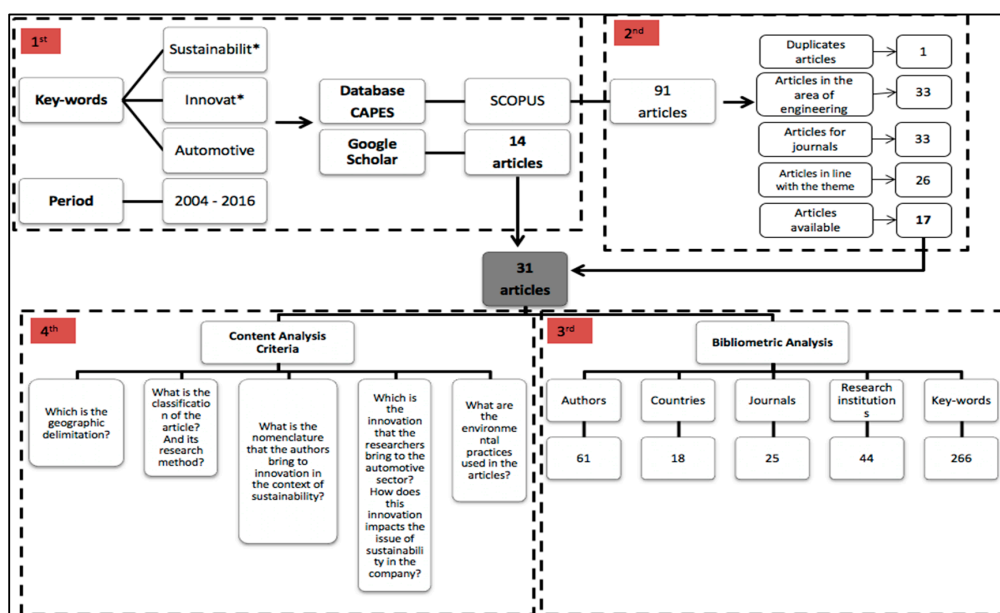 1st
Sustainabilit*
Key-words
Innovat*
Automotive
Period
2004 - 2016
Database
CAPES
SCOPUS
Google
Scholar
14
articles
2nd
91
articles
Duplicates
articles
1
Articles in the
area of
engineering
33
Articles for
journals
33
Articles in line
with the theme
26
Articles
available
17
31
articles
4th
Content Analysis
Criteria
Which is the
geographic
delimitation?
What is the
classificatio
n of the
article?
And its
research
method?
What is the
nomenclature
that the authors
bring to
innovation in
the context of
sustainability?
Which is
the
innovation
that the
researchers
bring to the
automotive
sector?
How does
this
innovation
impacts the
issue of
sustainabili
ty in the
company?
What are
the
environme
ntal
practices
used in the
articles?
3rd
Bibliometric Analysis
Authors
Countries
Journals
Research
institution
s
Key-words
61
18
25
44
266